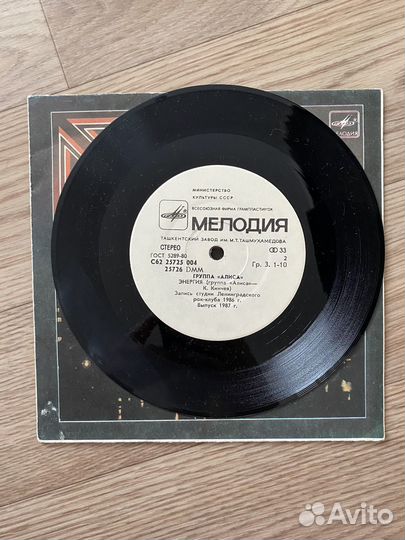 МЕЛОДИЯ
МИНИСТЕРСТВО
КУЛЬТУРЫ СССР
ВСЕСОЮЗНАЯ ФИРМА ГРАМПЛАСТИНОК
МЕЛОДИЯ
ТАШКЕНТСКИЙ ЗАВОД ИМ. М.Т.ТАШМУХАМЕДОВА
СТЕРЕО
33
ГОСТ 5289-80
2
С62 25725 004
Гр. 3. 1-10
25726 DMM
ГРУППА «АЛИСА»
ЭНЕРГИЯ (группа «Алиса»—
К. Кинчев)
Запись студии Ленинградского
рок-клуба 1986 г.
Выпуск 1987 г.
Avito